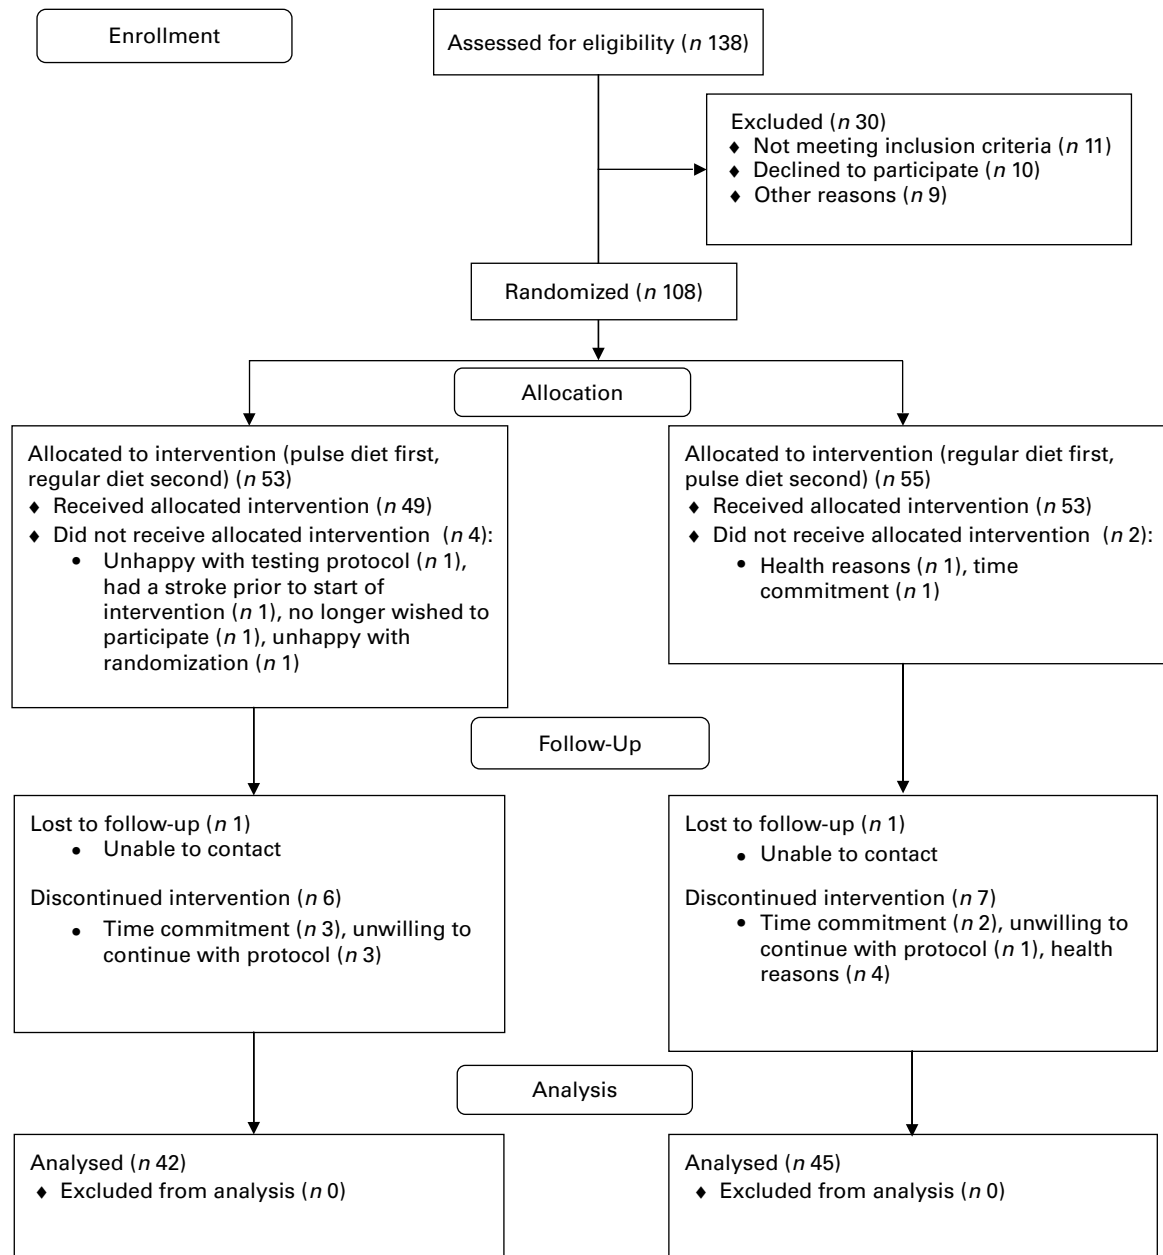 Enrollment
Assessed for eligibility (n 138)
Excluded (n 30)
♦ Not meeting inclusion criteria (n 11)
♦ Declined to participate (n 10)
♦ Other reasons (n 9)
Randomized (n 108)
Allocation
Allocated to intervention (pulse diet first,
regular diet second) (n 53)
♦ Received allocated intervention (n 49)
♦ Did not receive allocated intervention (n 4):
• Unhappy with testing protocol (n 1),
had a stroke prior to start of
intervention (n 1), no longer wished to
participate (n 1), unhappy with
randomization (n 1)
Allocated to intervention (regular diet first,
pulse diet second) (n 55)
♦ Received allocated intervention (n 53)
♦ Did not receive allocated intervention (n 2):
• Health reasons (n 1), time
commitment (n 1)
Follow-Up
Lost to follow-up (n 1)
• Unable to contact
Discontinued intervention (n 6)
• Time commitment (n 3), unwilling to
continue with protocol (n 3)
Lost to follow-up (n 1)
• Unable to contact
Discontinued intervention (n 7)
• Time commitment (n 2), unwilling to
continue with protocol (n 1), health
reasons (n 4)
Analysis
Analysed (n 42)
♦ Excluded from analysis (n 0)
Analysed (n 45)
♦ Excluded from analysis (n 0)